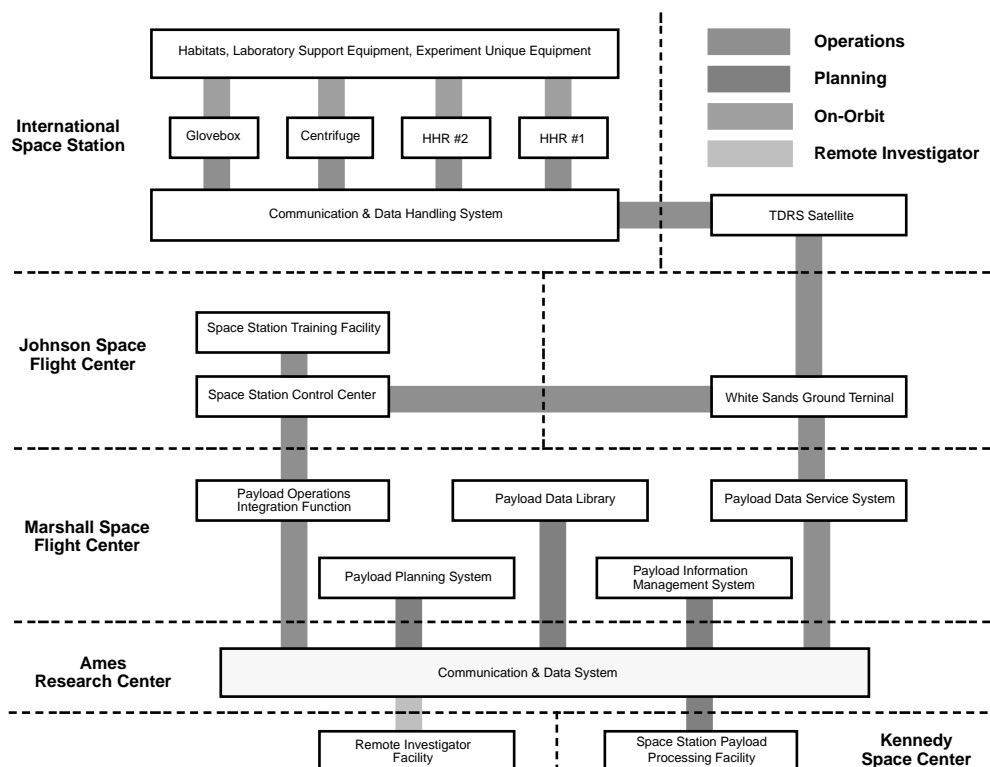 Habitats, Laboratory Support Equipment, Experiment Unique Equipment
Operations
Planning
On-Orbit
Remote Investigator
International
Space Station
Glovebox
Centrifuge
HHR #2
HHR #1
Communication & Data Handling System
TDRS Satellite
Johnson Space
Flight Center
Space Station Training Facility
Space Station Control Center
White Sands Ground Terninal
Marshall Space
Flight Center
Payload Operations
Integration Function
Payload Data Library
Payload Data Service System
Payload Planning System
Payload Information
Management System
Ames
Research Center
Communication & Data System
Remote Investigator
Facility
Space Station Payload
Processing Facility
Kennedy
Space Center